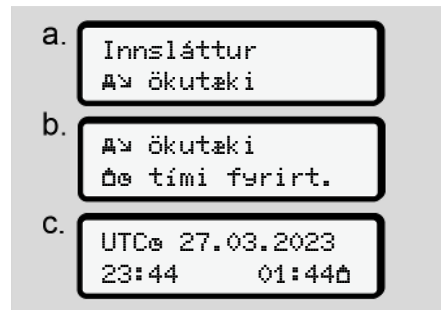 a.
Innsláttur
ökutæki
b.
ökutæki
tími fyrirt.
c.
UTC 27.03.2023
23:44 01:44